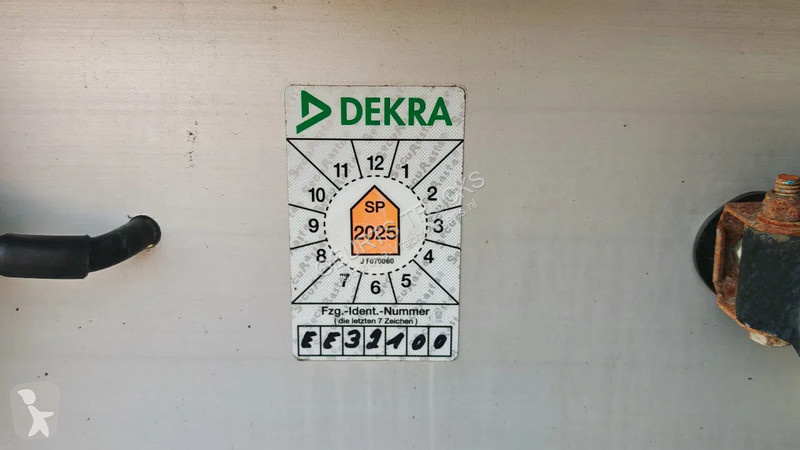 DEKRA
11 12 1
10 2
9 3
8 4
7 5
6
SP
2025
J F070060
Fzg.-Ident.-Nummer
(die letzten 7 Zeichen)
EE32100